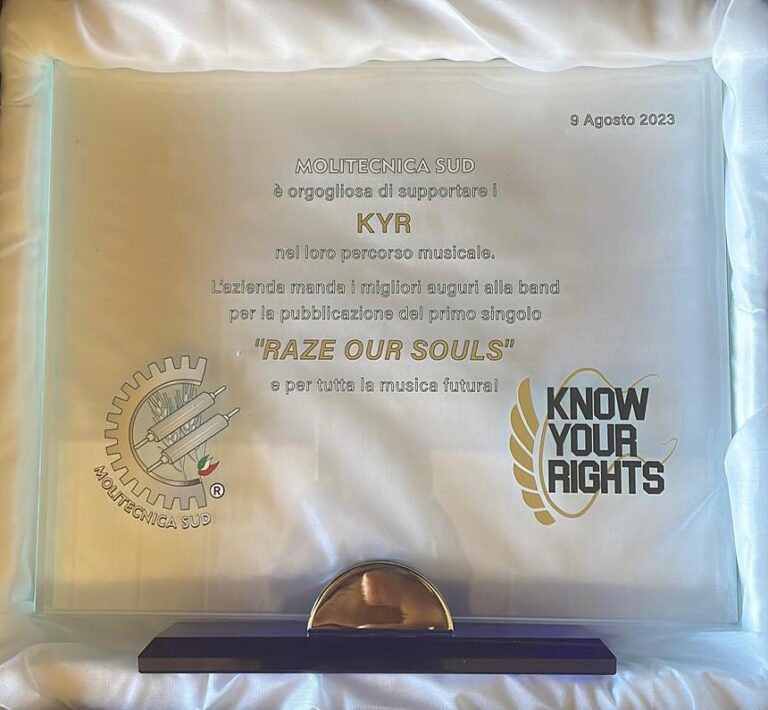 9 Agosto 2023
MOLITECNICA SUD
è orgogliosa di supportare i
KYR
nel loro percorso musicale.
L'azienda manda i migliori auguri alla band
per la pubblicazione del primo singolo
"RAZE OUR SOULS"
e per tutta la musica futura!
MOLITECNICA SUD
®
KNOW
YOUR
RIGHTS